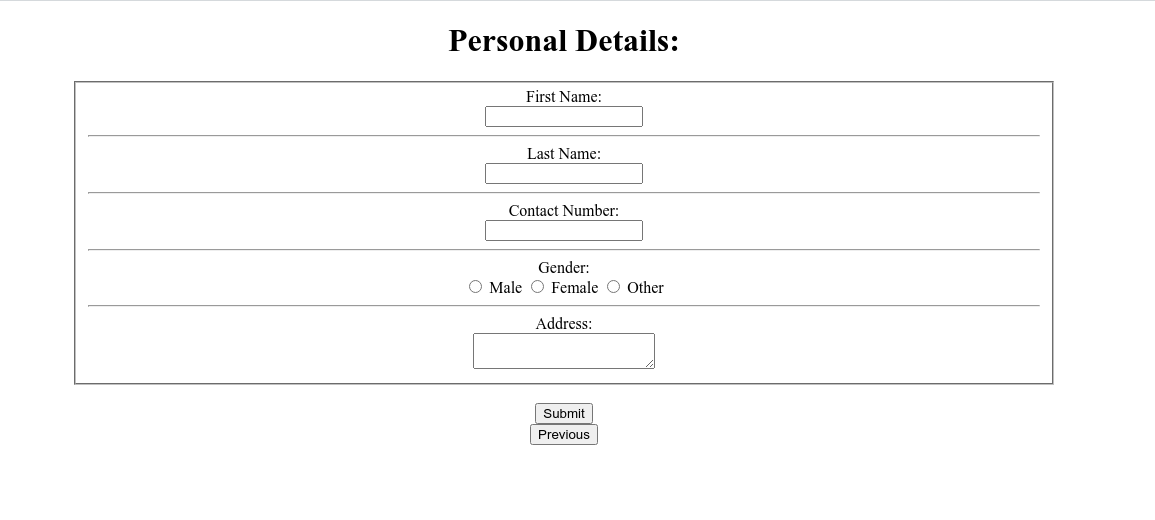 Personal Details:
First Name:
Last Name:
Contact Number:
Gender:
Male Female Other
Address:
Submit
Previous